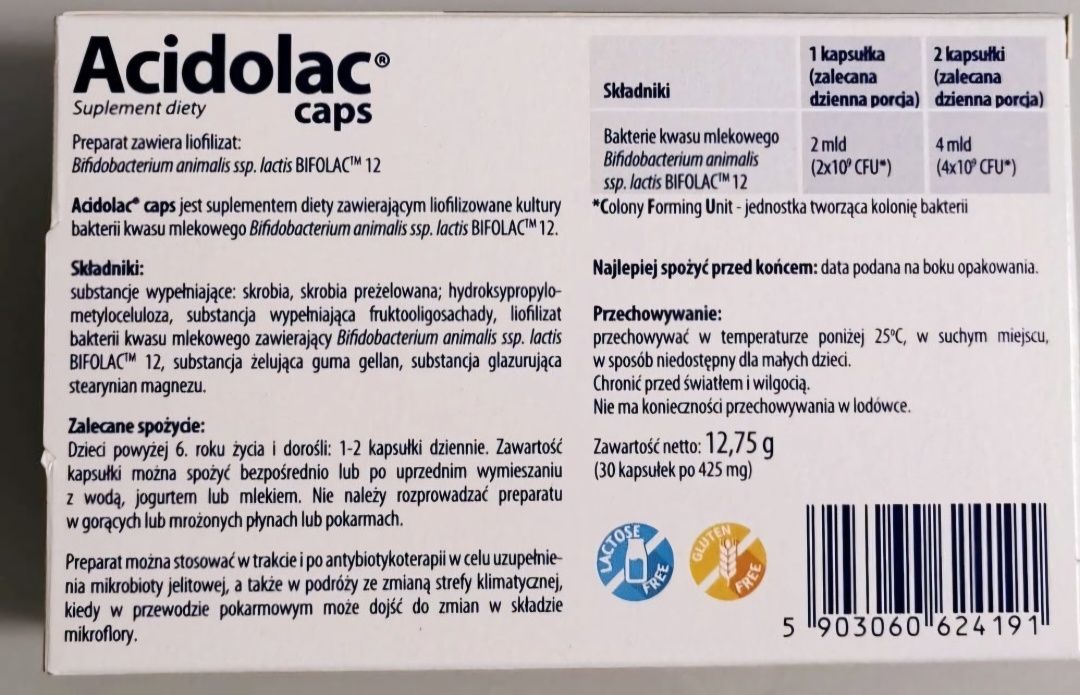 Acidolac®
caps
Suplement diety
Preparat zawiera liofilizat:
Bifidobacterium animalis ssp. lactis BIFOLAC™ 12
Acidolac® caps jest suplementem diety zawierającym liofilizowane kultury
bakterii kwasu mlekowego Bifidobacterium animalis ssp. lactis BIFOLAC™ 12.
Składniki:
substancje wypełniające: skrobia, skrobia preżelowana; hydroksypropylo-
metyloceluloza, substancja wypełniająca fruktooligosachady, liofilizat
bakterii kwasu mlekowego zawierający Bifidobacterium animalis ssp. lactis
BIFOLAC™ 12, substancja żelująca guma gellan, substancja glazurująca
stearynian magnezu.
Zalecane spożycie:
Dzieci powyżej 6. roku życia i dorośli: 1-2 kapsułki dziennie. Zawartość
kapsułki można spożyć bezpośrednio lub po uprzednim wymieszaniu
z wodą, jogurtem lub mlekiem. Nie należy rozprowadzać preparatu
w gorących lub mrożonych płynach lub pokarmach.
Preparat można stosować w trakcie i po antybiotykoterapii w celu uzupełnie-
nia mikrobioty jelitowej, a także w podróży ze zmianą strefy klimatycznej,
kiedy w przewodzie pokarmowym może dojść do zmian w składzie
mikroflory.
Składniki
1 kapsułka
(zalecana
dzienna porcja)
2 kapsułki
(zalecana
dzienna porcja)
Bakterie kwasu mlekowego
Bifidobacterium animalis
ssp. lactis BIFOLAC™ 12
2 mld
(2x10⁹ CFU*)
4 mld
(4x10⁹ CFU*)
*Colony Forming Unit - jednostka tworząca kolonię bakterii
Najlepiej spożyć przed końcem: data podana na boku opakowania.
Przechowywanie:
przechowywać w temperaturze poniżej 25°C, w suchym miejscu,
w sposób niedostępny dla małych dzieci.
Chronić przed światłem i wilgocią.
Nie ma konieczności przechowywania w lodówce.
Zawartość netto: 12,75 g
(30 kapsułek po 425 mg)
LACTOSE
FREE
GLUTEN
FREE
5 903060 624191